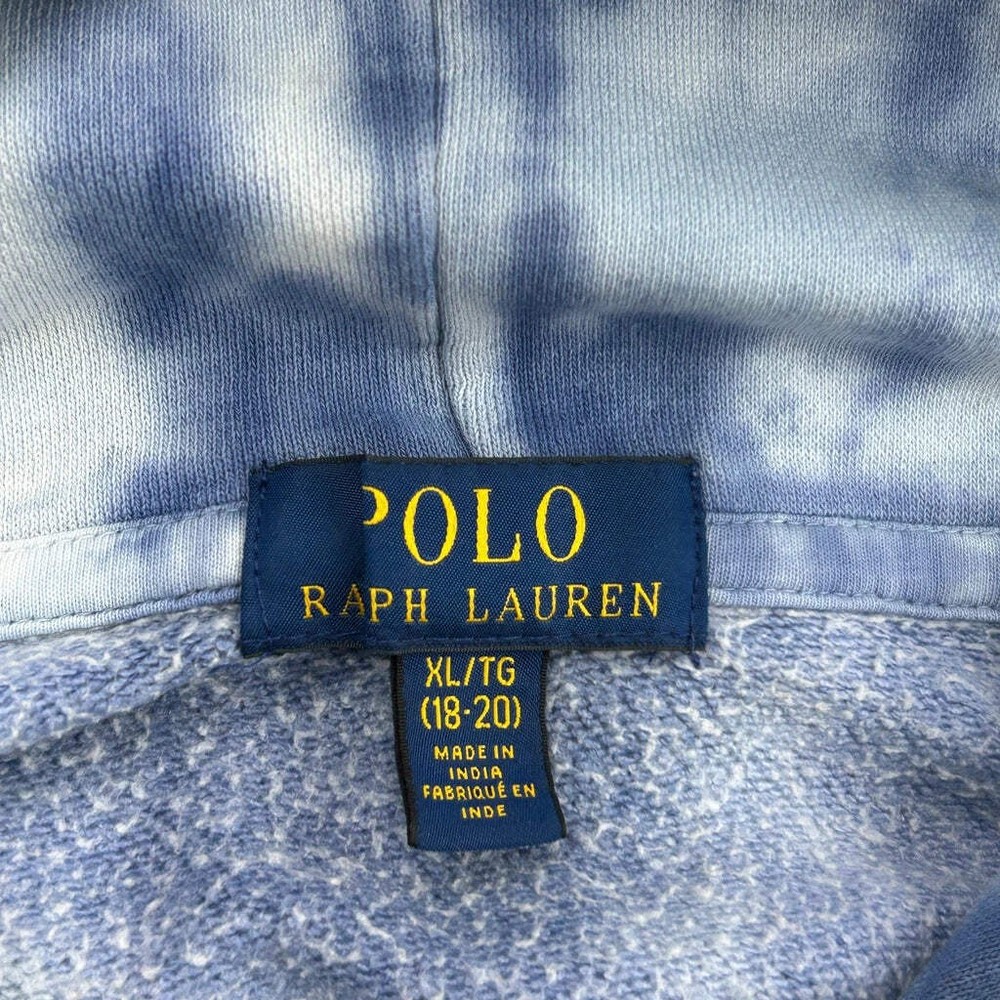 POLO
RAPH LAUREN
XL/TG
(18-20)
MADE IN
INDIA
FABRIQUÉ EN
INDE